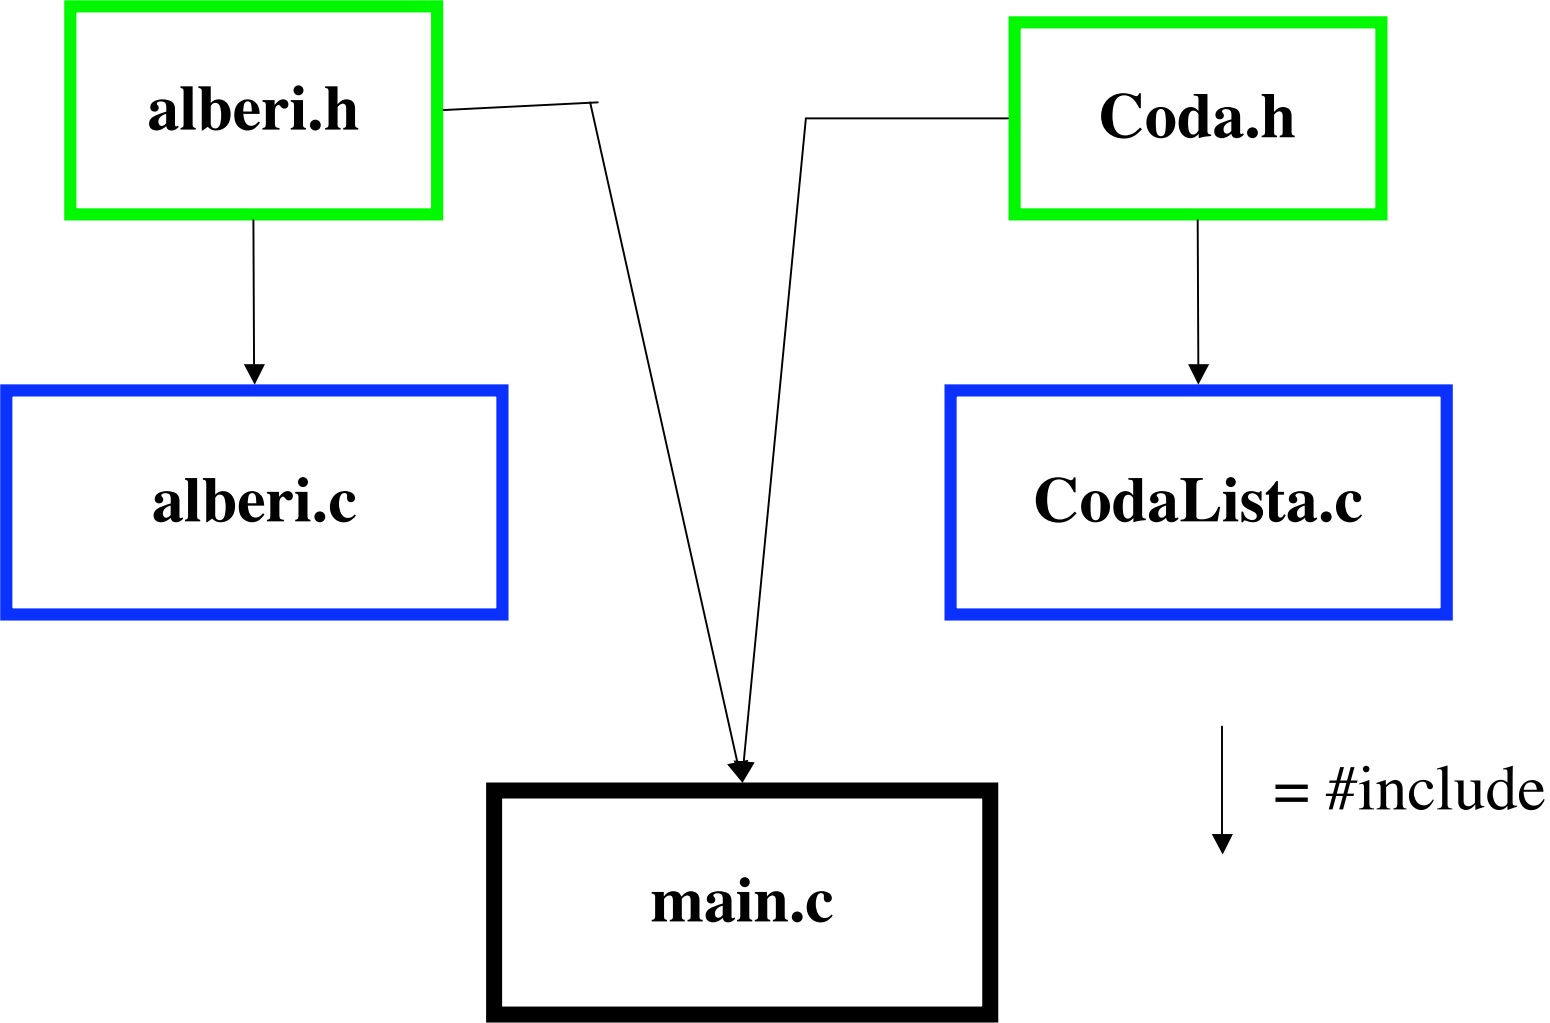 alberi.h
Coda.h
alberi.c
CodaLista.c
= #include
main.c